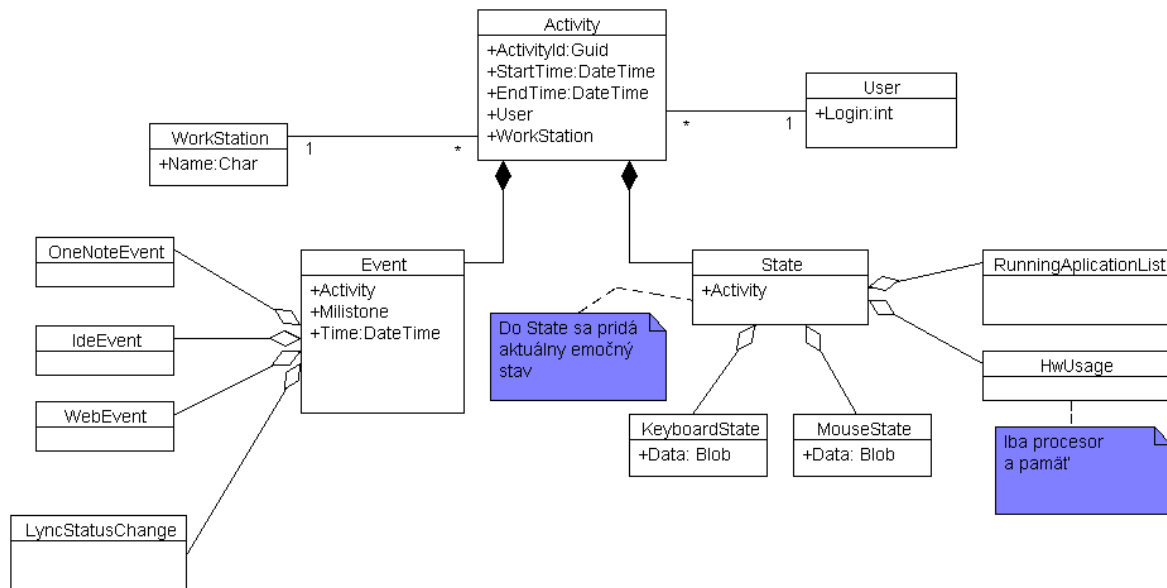 Activity
+ActivityId:Guid
+StartTime:DateTime
+EndTime:DateTime
+User
+WorkStation
User
+Login:int
*
1
WorkStation
+Name:Char
1
*
OneNoteEvent
IdeEvent
WebEvent
LyncStatusChange
Event
+Activity
+Milistone
+Time:DateTime
State
+Activity
Do State sa pridá
aktuálny emočný
stav
RunningAplicationList
HwUsage
Iba procesor
a pamäť
KeyboardState
+Data: Blob
MouseState
+Data: Blob